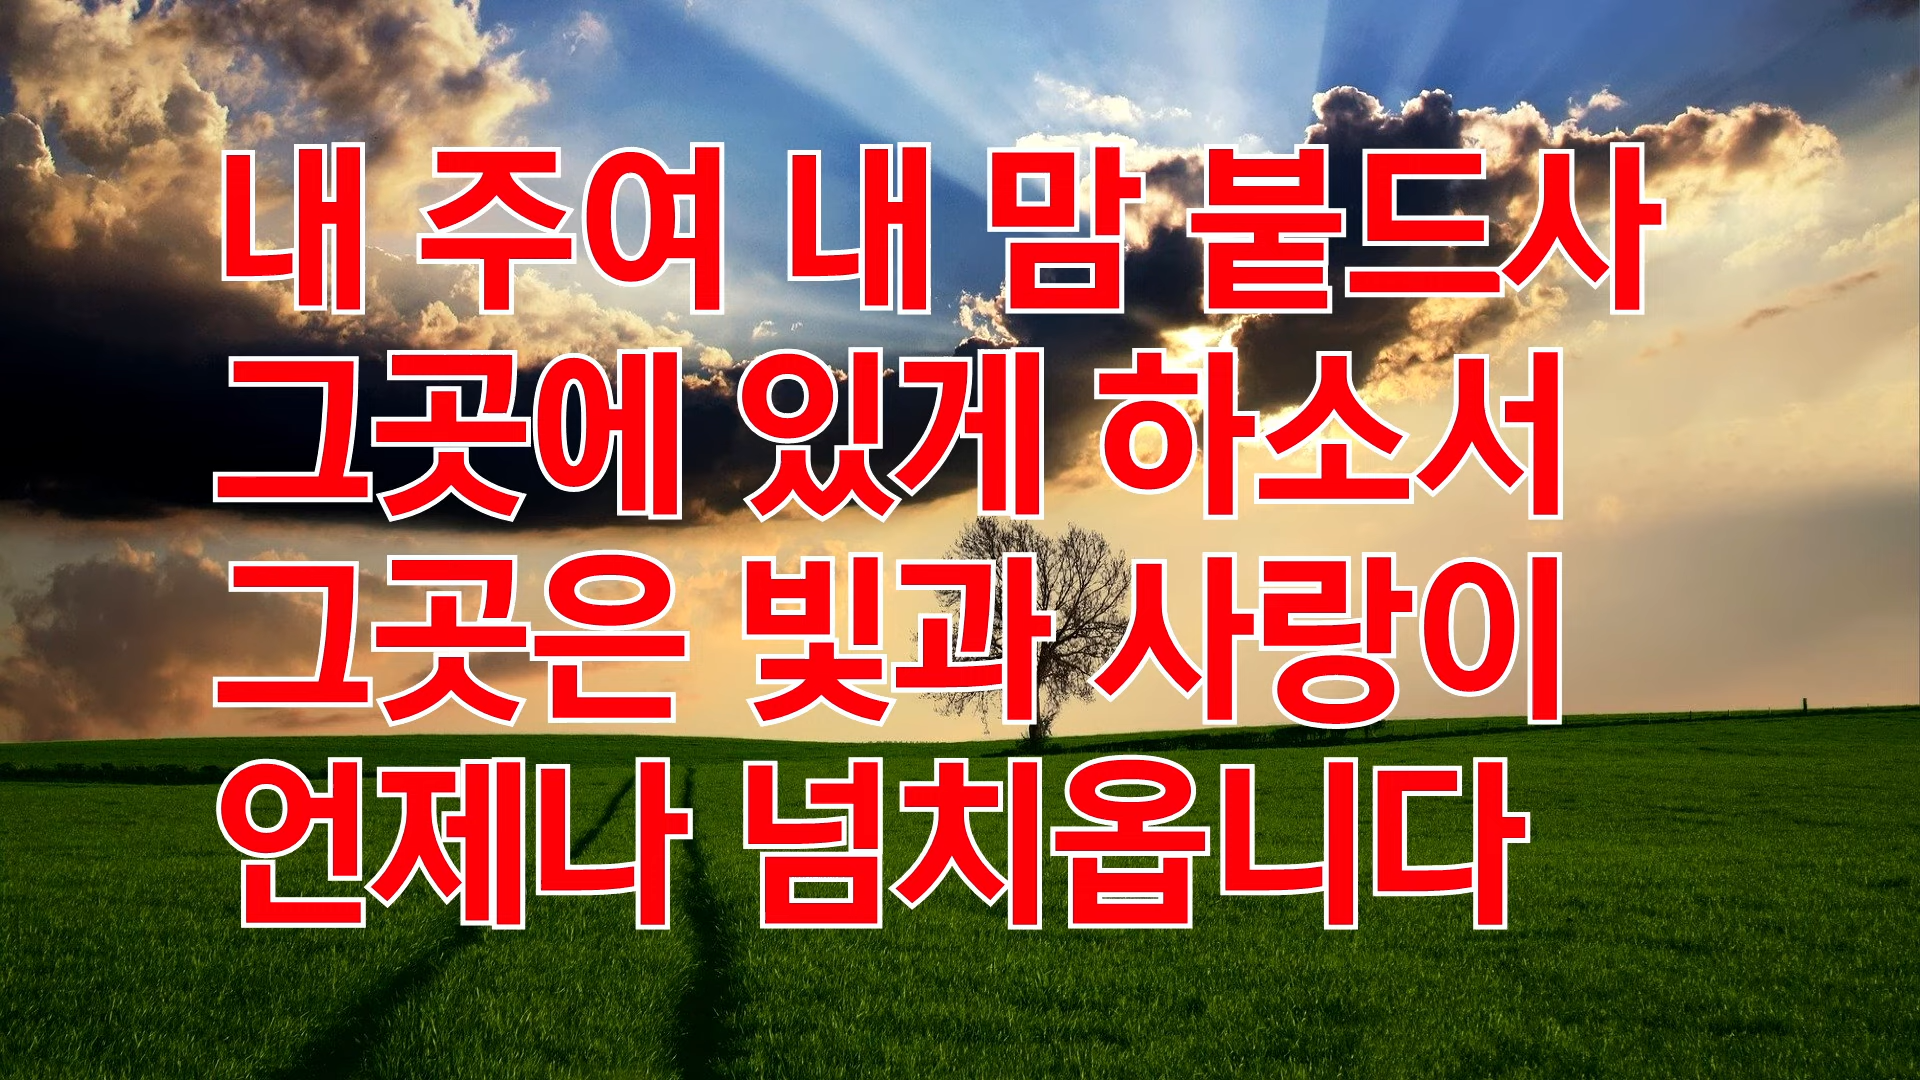 내 주여 내 맘 붙드사
그곳에 있게 하소서
그곳은 빛과 사랑이
언제나 넘치옵니다